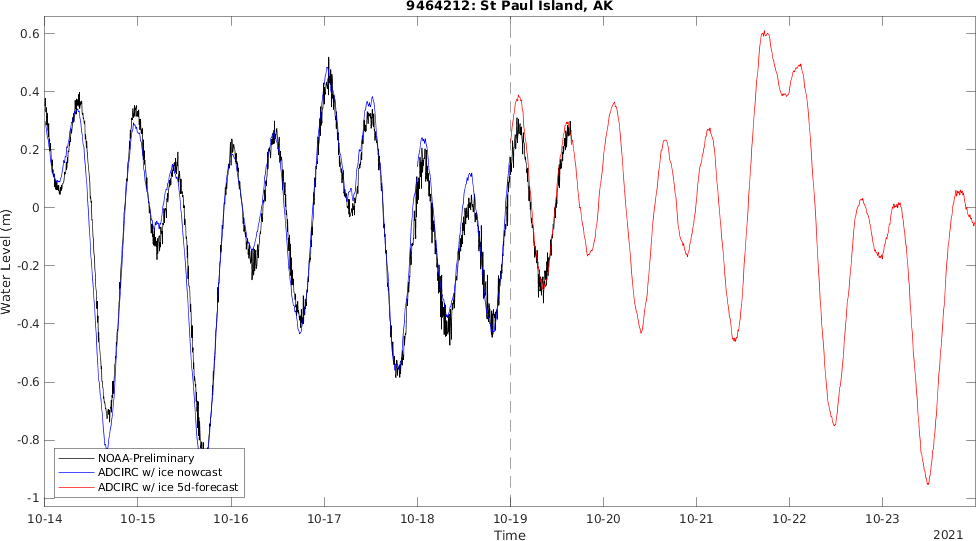 9464212: St Paul Island, AK
Water Level (m)
0.6
0.4
0.2
0
-0.2
-0.4
-0.6
-0.8
-1
NOAA-Preliminary
ADCIRC w/ ice nowcast
ADCIRC w/ ice 5d-forecast
10-14 10-15 10-16 10-17 10-18 10-19 10-20 10-21 10-22 10-23
Time
2021